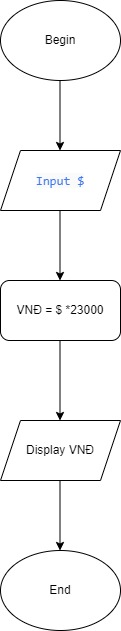 Begin
Input $
VNĐ = $ *23000
Display VNĐ
End